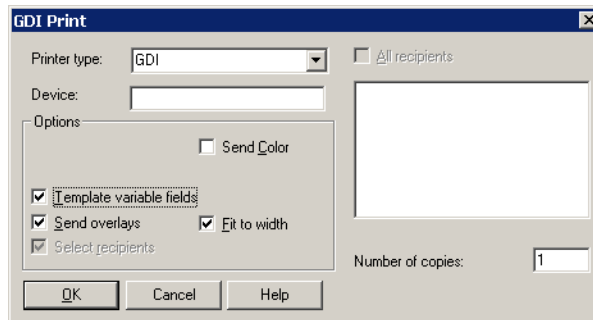 GDI Print
Printer type: GDI
All recipients
Device:
Options
Send Color
Template variable fields
Send overlays
Fit to width
Select recipients
Number of copies: 1
OK Cancel Help